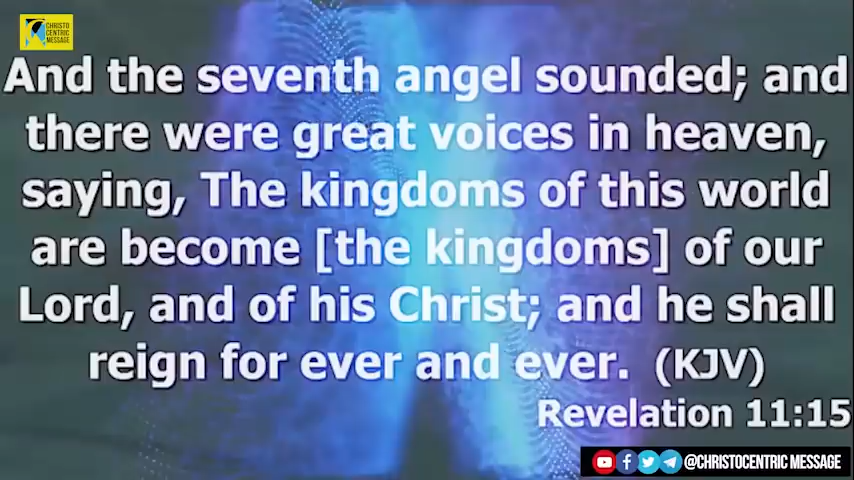 CHRISTO
CENTRIC
MESSAGE
And the seventh angel sounded; and
there were great voices in heaven,
saying, The kingdoms of this world
are become [the kingdoms] of our
Lord, and of his Christ; and he shall
reign for ever and ever. (KJV)
Revelation 11:15
@CHRISTOCENTRIC MESSAGE